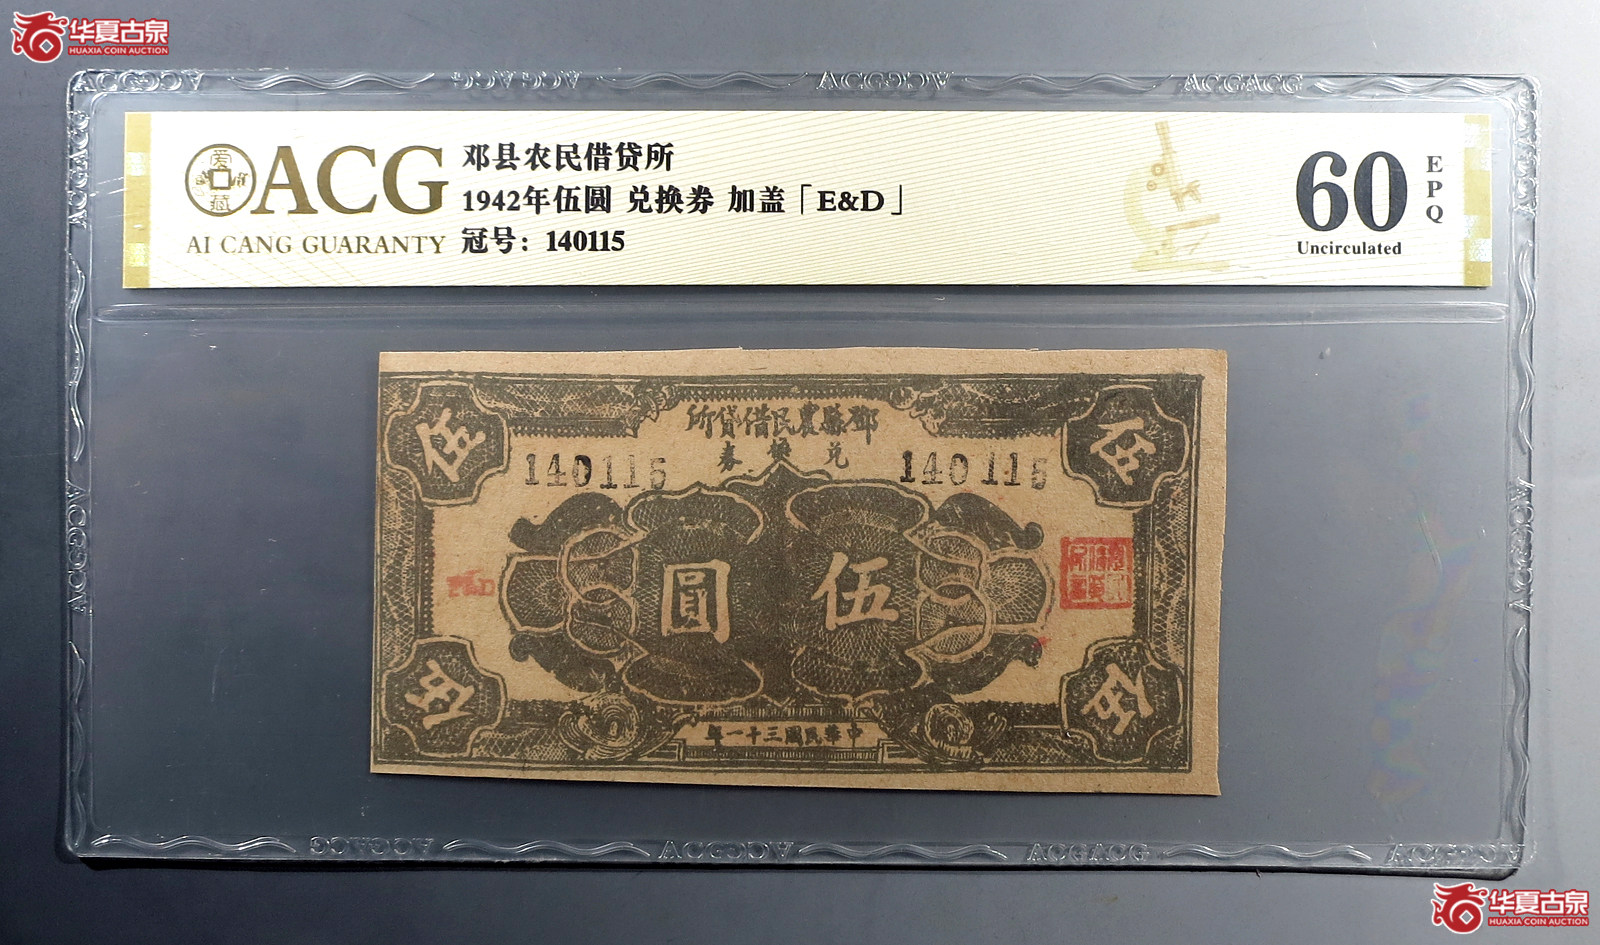 华夏古泉
HUAXIA COIN AUCTION
ACG
AI CANG GUARANTY
邓县农民借贷所
1942年伍圆 兑换券 加盖「E&D」
冠号：140115
60
EPQ
Uncirculated
鄧縣農民借貸所
兑換券
140115
140115
伍
伍
伍圓
伍
伍
中華民國三十一年
华夏古泉
HUAXIA COIN AUCTION